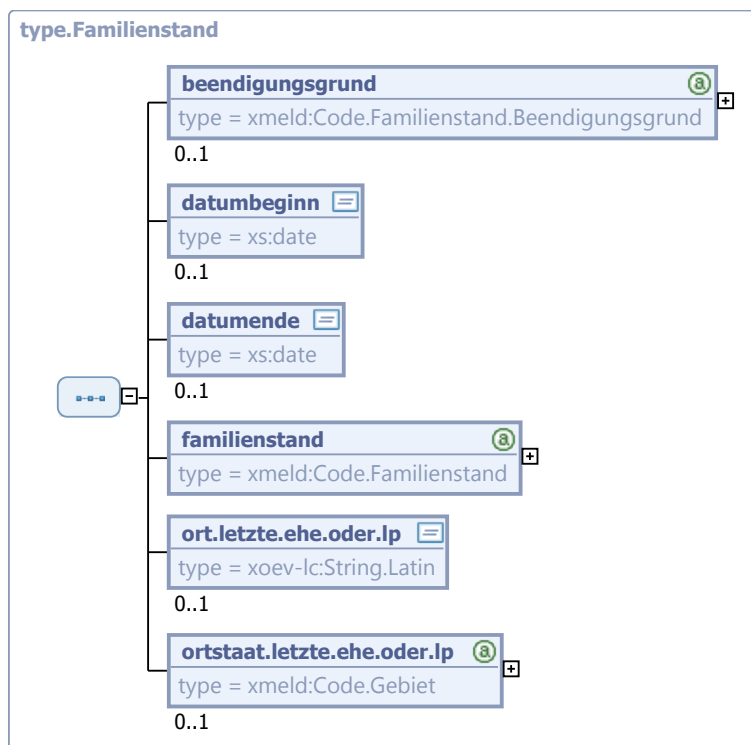 type.Familienstand
beendigungsgrund
type = xmeld:Code.Familienstand.Beendigungsgrund
0..1
datumbeginn
type = xs:date
0..1
datumende
type = xs:date
0..1
familienstand
type = xmeld:Code.Familienstand
ort.letzte.ehe.oder.lp
type = xoev-lc:String.Latin
0..1
ortstaat.letzte.ehe.oder.lp
type = xmeld:Code.Gebiet
0..1